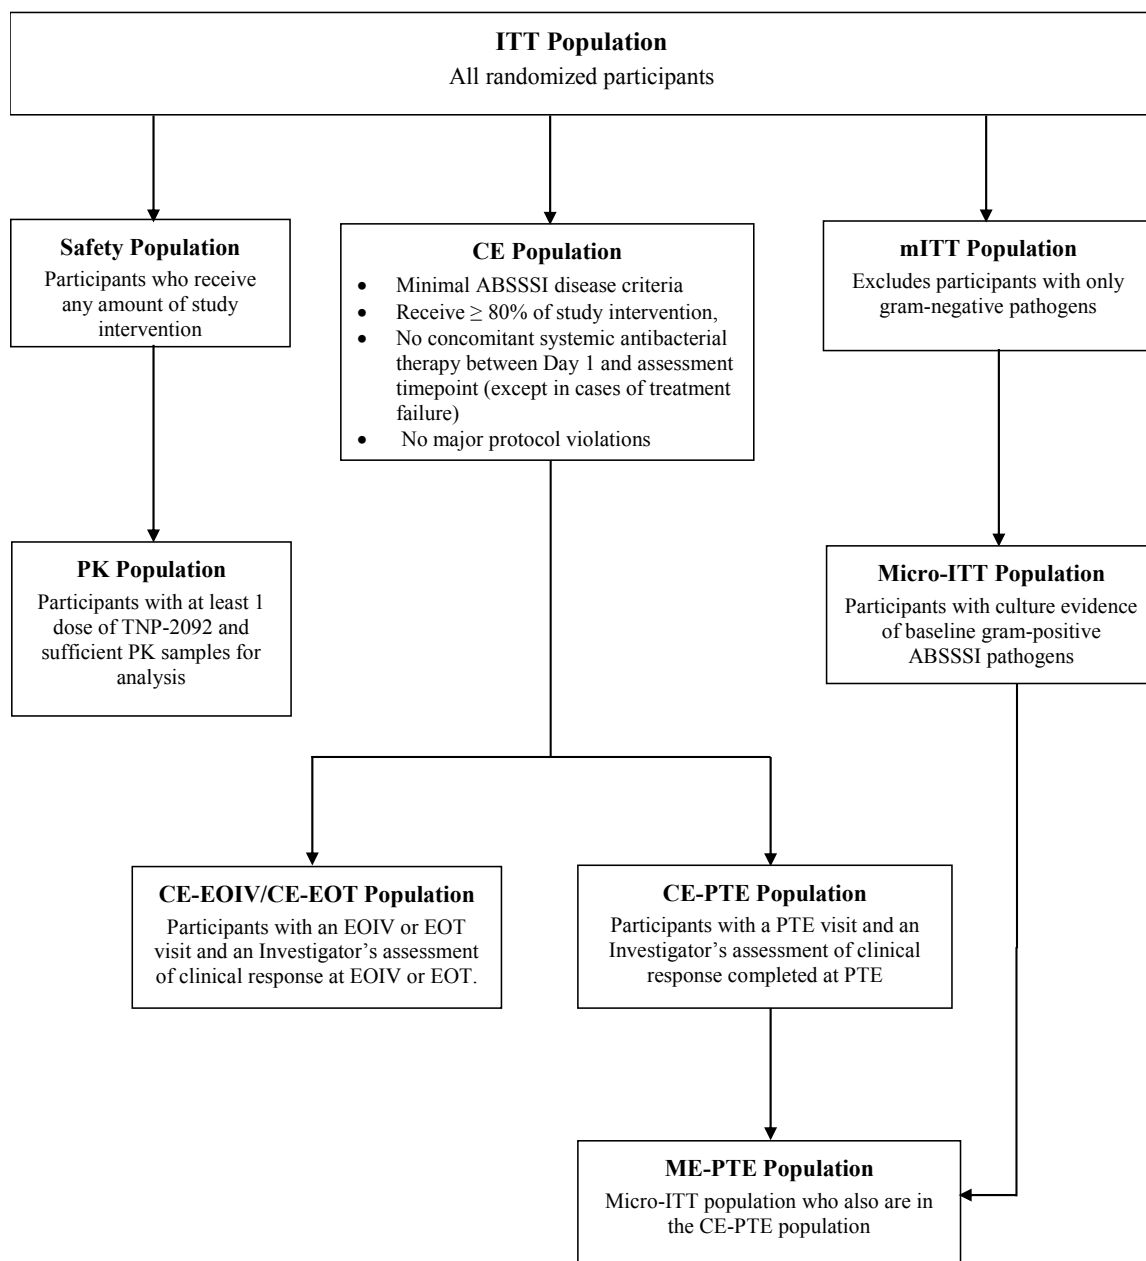 ITT Population
All randomized participants
Safety Population
Participants who receive
any amount of study
intervention
CE Population
• Minimal ABSSSI disease criteria
• Receive ≥ 80% of study intervention,
• No concomitant systemic antibacterial
therapy between Day 1 and assessment
timepoint (except in cases of treatment
failure)
• No major protocol violations
mITT Population
Excludes participants with only
gram-negative pathogens
PK Population
Participants with at least 1
dose of TNP-2092 and
sufficient PK samples for
analysis
Micro-ITT Population
Participants with culture evidence
of baseline gram-positive
ABSSSI pathogens
CE-EOIV/CE-EOT Population
Participants with an EOIV or EOT
visit and an Investigator’s assessment
of clinical response at EOIV or EOT.
CE-PTE Population
Participants with a PTE visit and an
Investigator’s assessment of clinical
response completed at PTE
ME-PTE Population
Micro-ITT population who also are in
the CE-PTE population